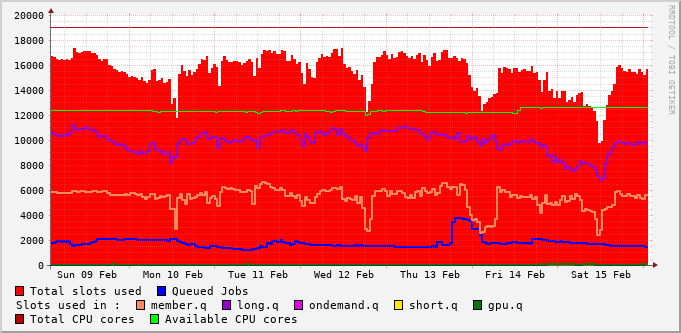 20000
18000
16000
14000
12000
10000
8000
6000
4000
2000
0
Sun 09 Feb Mon 10 Feb Tue 11 Feb Wed 12 Feb Thu 13 Feb Fri 14 Feb Sat 15 Feb
Total slots used Queued Jobs
Slots used in : member.q long.q ondemand.q short.q gpu.q
Total CPU cores Available CPU cores
RRDTOOL / TOBI OETIKER